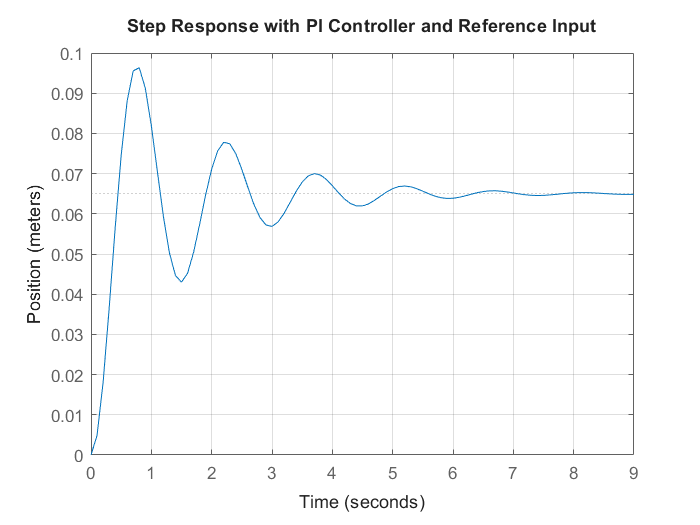 Step Response with PI Controller and Reference Input
0.1
0.09
0.08
0.07
0.06
0.05
0.04
0.03
0.02
0.01
0
Position (meters)
0 1 2 3 4 5 6 7 8 9
Time (seconds)